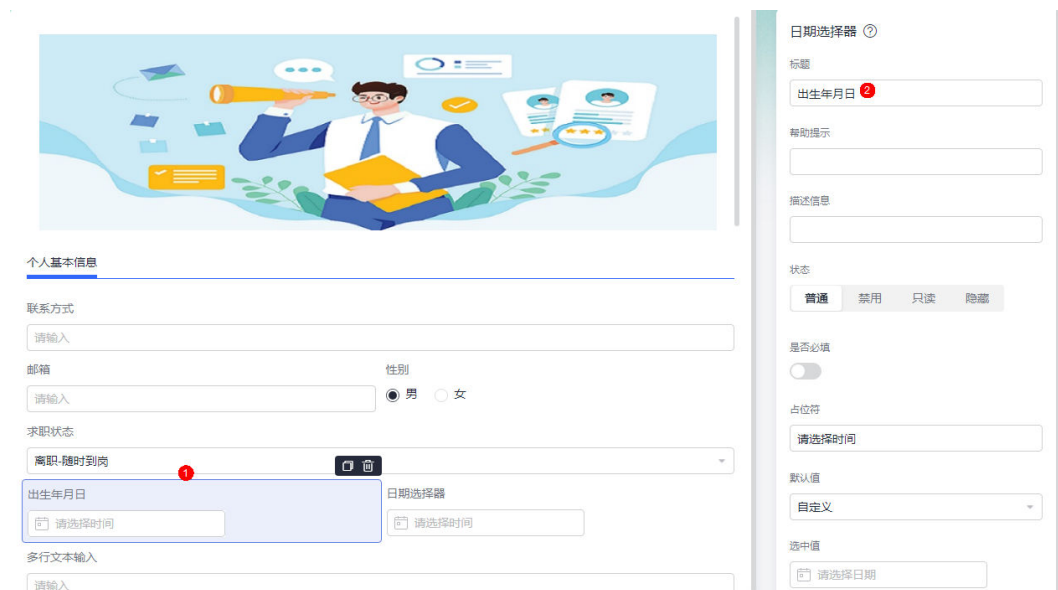 个人基本信息
联系方式
请输入
邮箱
请输入
性别
男
女
求职状态
离职-随时到岗
1
出生年月日
请选择时间
日期选择器
请选择时间
多行文本输入
请输入
日期选择器 ?
标题
出生年月日 2
帮助提示
描述信息
状态
普通 禁用 只读 隐藏
是否必填
占位符
请选择时间
默认值
自定义
选中值
请选择日期